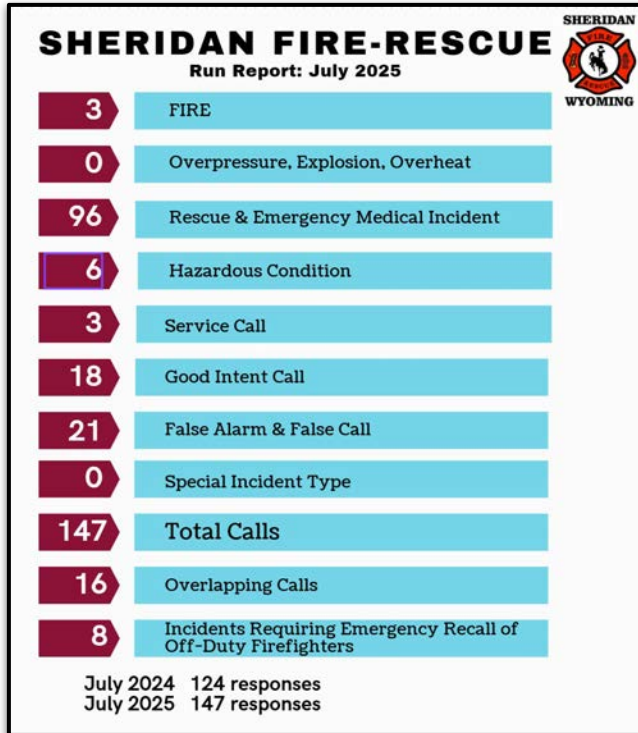 SHERIDAN FIRE-RESCUE
Run Report: July 2025
SHERIDAN
FIRE
RESCUE
WYOMING
3 FIRE
0 Overpressure, Explosion, Overheat
96 Rescue & Emergency Medical Incident
6 Hazardous Condition
3 Service Call
18 Good Intent Call
21 False Alarm & False Call
0 Special Incident Type
147 Total Calls
16 Overlapping Calls
8 Incidents Requiring Emergency Recall of
Off-Duty Firefighters
July 2024 124 responses
July 2025 147 responses